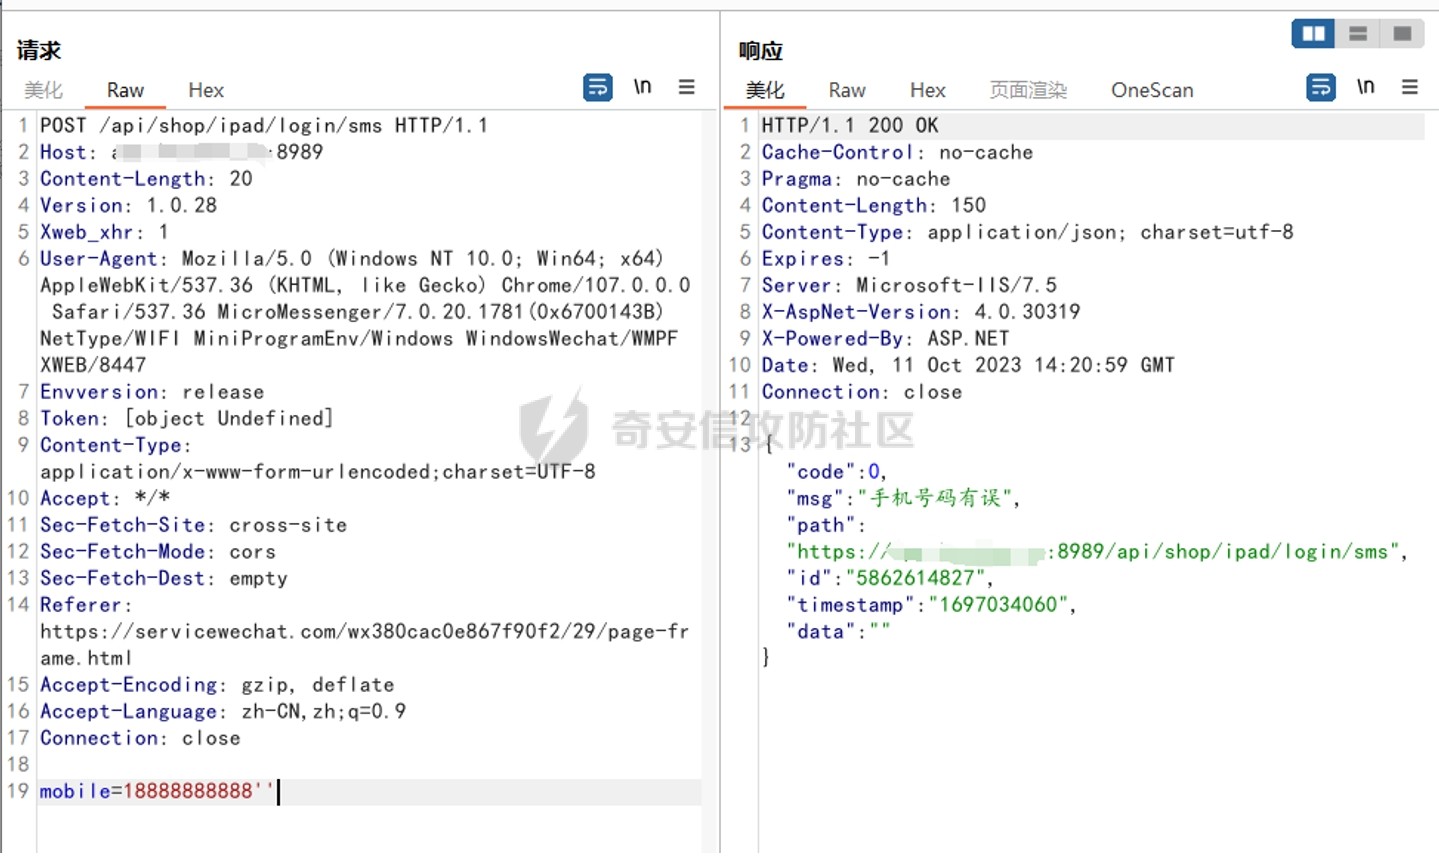 请求
美化 Raw Hex \n
1 POST /api/shop/ipad/login/sms HTTP/1.1
2 Host: :8989
3 Content-Length: 20
4 Version: 1.0.28
5 Xweb_xhr: 1
6 User-Agent: Mozilla/5.0 (Windows NT 10.0; Win64; x64)
AppleWebKit/537.36 (KHTML, like Gecko) Chrome/107.0.0.0
Safari/537.36 MicroMessenger/7.0.20.1781(0x6700143B)
NetType/WIFI MiniProgramEnv/Windows WindowsWechat/WMPF
XWEB/8447
7 Envversion: release
8 Token: [object Undefined]
9 Content-Type:
application/x-www-form-urlencoded;charset=UTF-8
10 Accept: */*
11 Sec-Fetch-Site: cross-site
12 Sec-Fetch-Mode: cors
13 Sec-Fetch-Dest: empty
14 Referer:
https://servicewechat.com/wx380cac0e867f90f2/29/page-fr
ame.html
15 Accept-Encoding: gzip, deflate
16 Accept-Language: zh-CN,zh;q=0.9
17 Connection: close
18
19 mobile=18888888888''
响应
美化 Raw Hex 页面渲染 OneScan \n
1 HTTP/1.1 200 OK
2 Cache-Control: no-cache
3 Pragma: no-cache
4 Content-Length: 150
5 Content-Type: application/json; charset=utf-8
6 Expires: -1
7 Server: Microsoft-IIS/7.5
8 X-AspNet-Version: 4.0.30319
9 X-Powered-By: ASP.NET
10 Date: Wed, 11 Oct 2023 14:20:59 GMT
11 Connection: close
12
13 {
"code":0,
"msg":"手机号码有误",
"path":
"https://:8989/api/shop/ipad/login/sms",
"id":"5862614827",
"timestamp":"1697034060",
"data":""
}
奇安信攻防社区